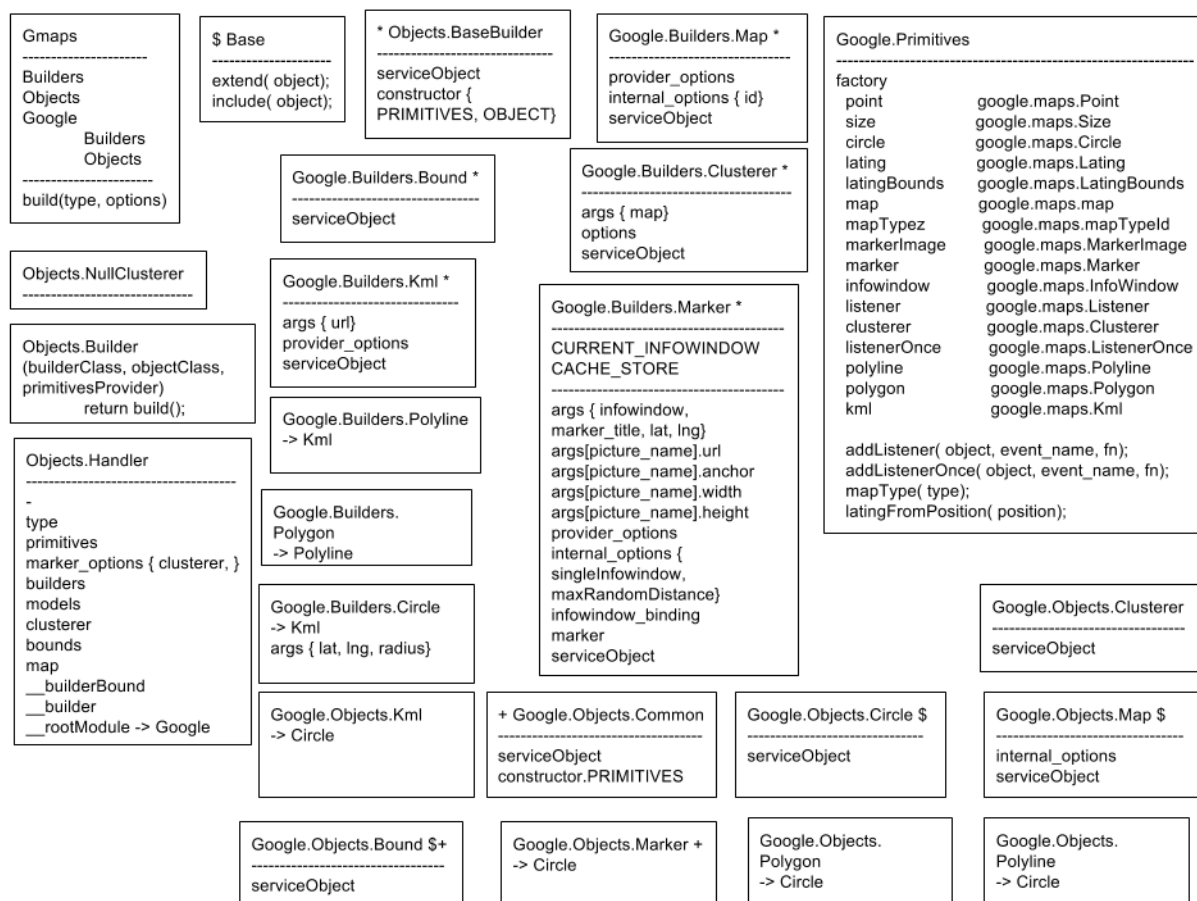 Gmaps
----------------------
Builders
Objects
Google
Builders
Objects
-----------------------
build(type, options)
$ Base
---------------------
extend( object);
include( object);
* Objects.BaseBuilder
-------------------------------
serviceObject
constructor {
PRIMITIVES, OBJECT}
Google.Builders.Map *
--------------------------------
provider_options
internal_options { id}
serviceObject
Google.Primitives
---------------------------------------------------------------
factory
point google.maps.Point
size google.maps.Size
circle google.maps.Circle
lating google.maps.Lating
latingBounds google.maps.LatingBounds
map google.maps.map
mapTypez google.maps.mapTypeId
markerImage google.maps.MarkerImage
marker google.maps.Marker
infowindow google.maps.InfoWindow
listener google.maps.Listener
clusterer google.maps.Clusterer
listenerOnce google.maps.ListenerOnce
polyline google.maps.Polyline
polygon google.maps.Polygon
kml google.maps.Kml
addListener( object, event_name, fn);
addListenerOnce( object, event_name, fn);
mapType( type);
latingFromPosition( position);
Google.Builders.Bound *
---------------------------------
serviceObject
Google.Builders.Clusterer *
-------------------------------------
args { map}
options
serviceObject
Objects.NullClusterer
------------------------------
Google.Builders.Kml *
-------------------------------
args { url}
provider_options
serviceObject
Google.Builders.Marker *
-----------------------------------------
CURRENT_INFOWINDOW
CACHE_STORE
-----------------------------------------
args { infowindow,
marker_title, lat, lng}
args[picture_name].url
args[picture_name].anchor
args[picture_name].width
args[picture_name].height
provider_options
internal_options {
singleInfowindow,
maxRandomDistance}
infowindow_binding
marker
serviceObject
Objects.Builder
(builderClass, objectClass,
primitivesProvider)
return build();
Google.Builders.Polyline
-> Kml
Objects.Handler
-------------------------------------
-
type
primitives
marker_options { clusterer, }
builders
models
clusterer
bounds
map
__builderBound
__builder
__rootModule -> Google
Google.Builders.
Polygon
-> Polyline
Google.Builders.Circle
-> Kml
args { lat, lng, radius}
Google.Objects.Clusterer
----------------------------------
serviceObject
Google.Objects.Kml
-> Circle
+ Google.Objects.Common
------------------------------------
serviceObject
constructor.PRIMITIVES
Google.Objects.Circle $
-------------------------------
serviceObject
Google.Objects.Map $
---------------------------------
internal_options
serviceObject
Google.Objects.Bound $+
----------------------------------
serviceObject
Google.Objects.Marker +
-> Circle
Google.Objects.
Polygon
-> Circle
Google.Objects.
Polyline
-> Circle